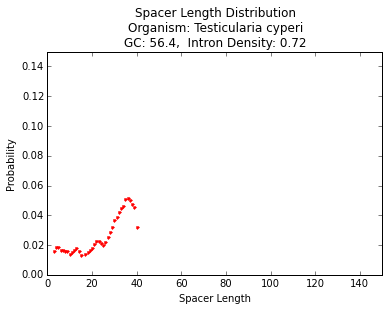 Spacer Length Distribution
Organism: Testicularia cyperi
GC: 56.4,  Intron Density: 0.72
0.14
0.12
0.10
0.08
0.06
0.04
0.02
0.00
Probability
0 20 40 60 80 100 120 140
Spacer Length